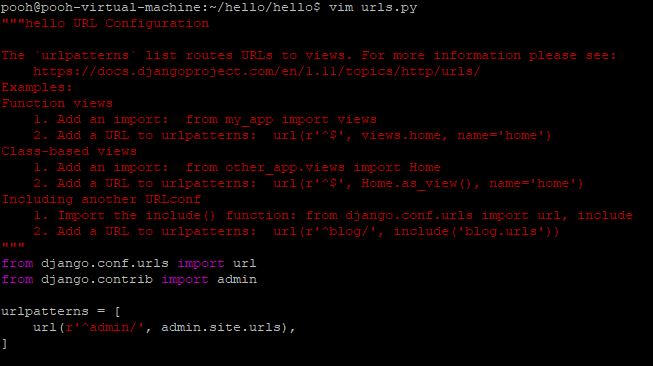 pooh@pooh-virtual-machine:~/hello/hello$ vim urls.py
"""hello URL Configuration

The `urlpatterns` list routes URLs to views. For more information please see:
    https://docs.djangoproject.com/en/1.11/topics/http/urls/
Examples:
Function views
    1. Add an import:  from my_app import views
    2. Add a URL to urlpatterns:  url(r'^$', views.home, name='home')
Class-based views
    1. Add an import:  from other_app.views import Home
    2. Add a URL to urlpatterns:  url(r'^$', Home.as_view(), name='home')
Including another URLconf
    1. Import the include() function: from django.conf.urls import url, include
    2. Add a URL to urlpatterns:  url(r'^blog/', include('blog.urls'))
"""
from django.conf.urls import url
from django.contrib import admin

urlpatterns = [
    url(r'^admin/', admin.site.urls),
]